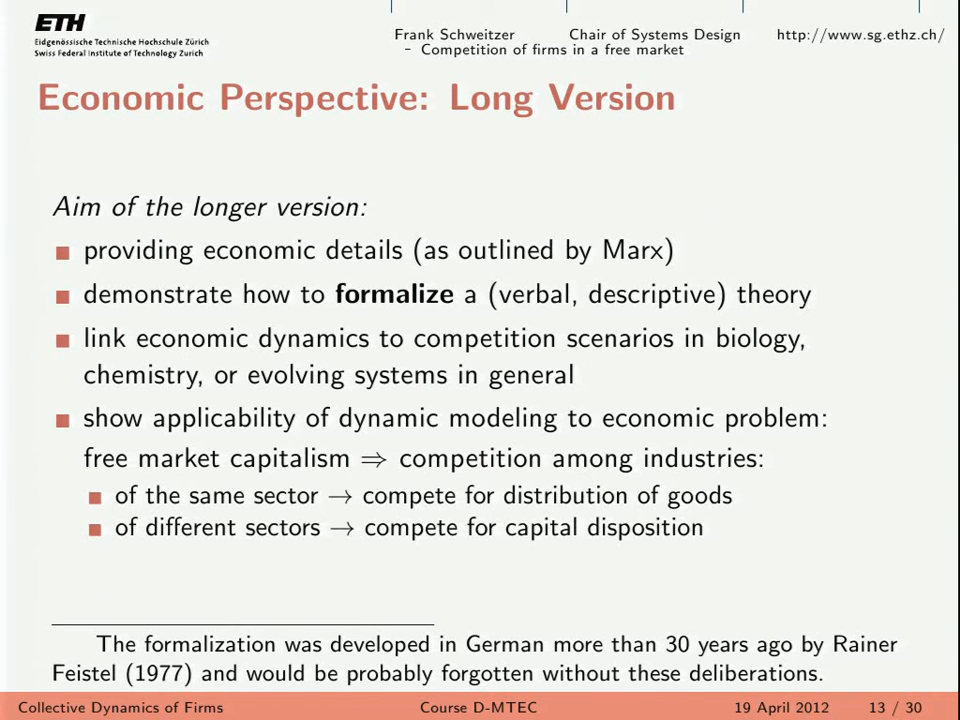 ETH
Eidgenössische Technische Hochschule Zürich
Swiss Federal Institute of Technology Zurich
Frank Schweitzer Chair of Systems Design http://www.sg.ethz.ch/
- Competition of firms in a free market
Economic Perspective: Long Version
Aim of the longer version:
providing economic details (as outlined by Marx)
demonstrate how to formalize a (verbal, descriptive) theory
link economic dynamics to competition scenarios in biology,
chemistry, or evolving systems in general
show applicability of dynamic modeling to economic problem:
free market capitalism ⇒ competition among industries:
of the same sector → compete for distribution of goods
of different sectors → compete for capital disposition
The formalization was developed in German more than 30 years ago by Rainer
Feistel (1977) and would be probably forgotten without these deliberations.
Collective Dynamics of Firms Course D-MTEC 19 April 2012 13 / 30